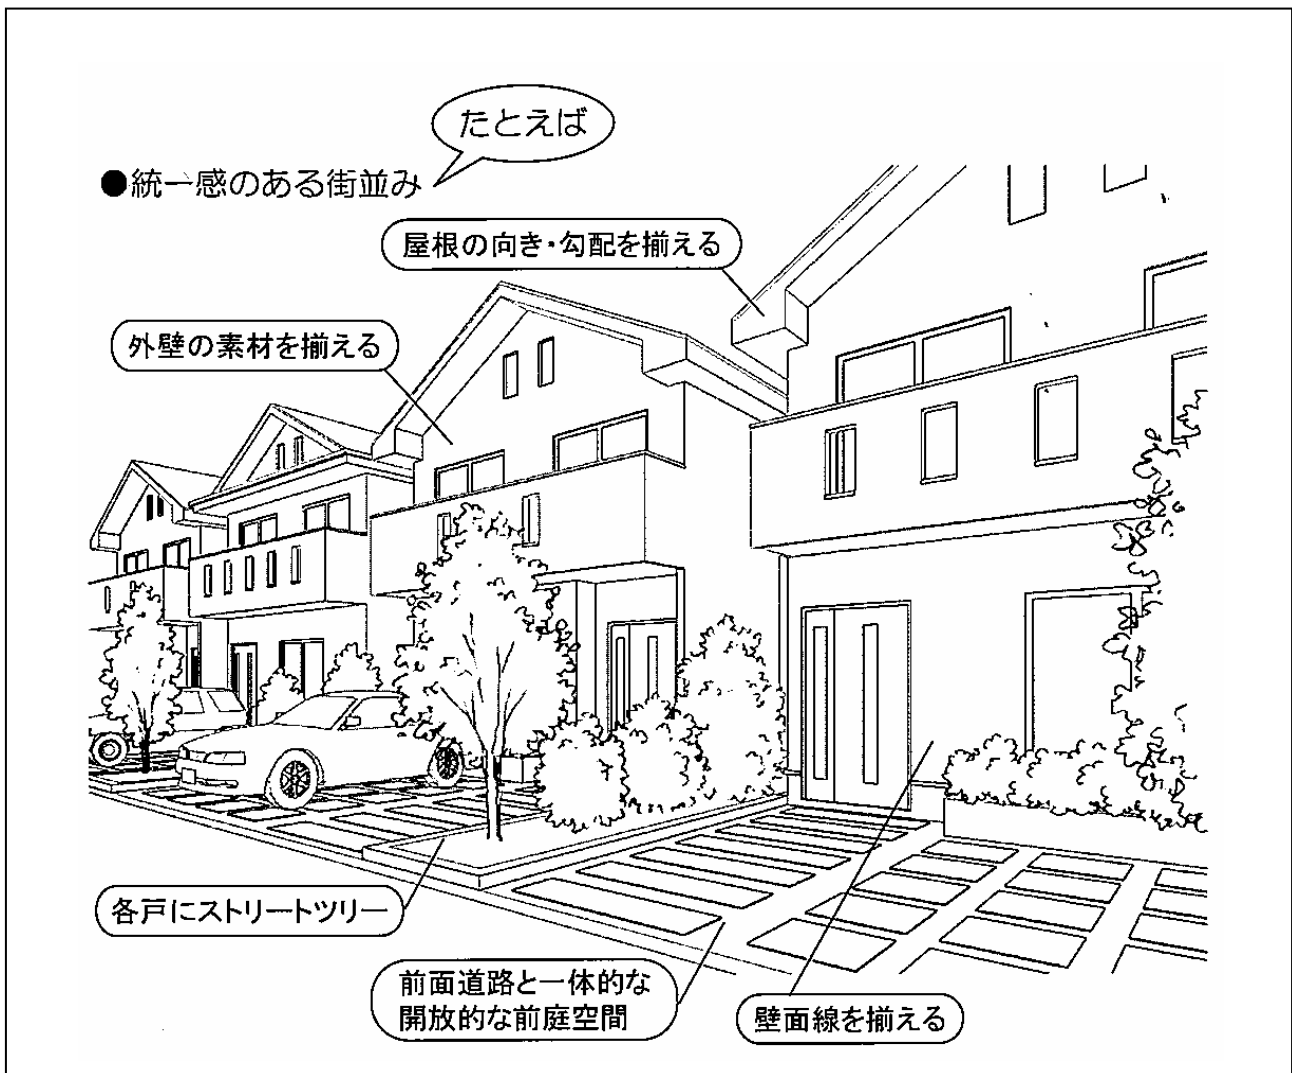 たとえば
●統一感のある街並み
屋根の向き・勾配を揃える
外壁の素材を揃える
各戸にストリートツリー
前面道路と一体的な
開放的な前庭空間
壁面線を揃える